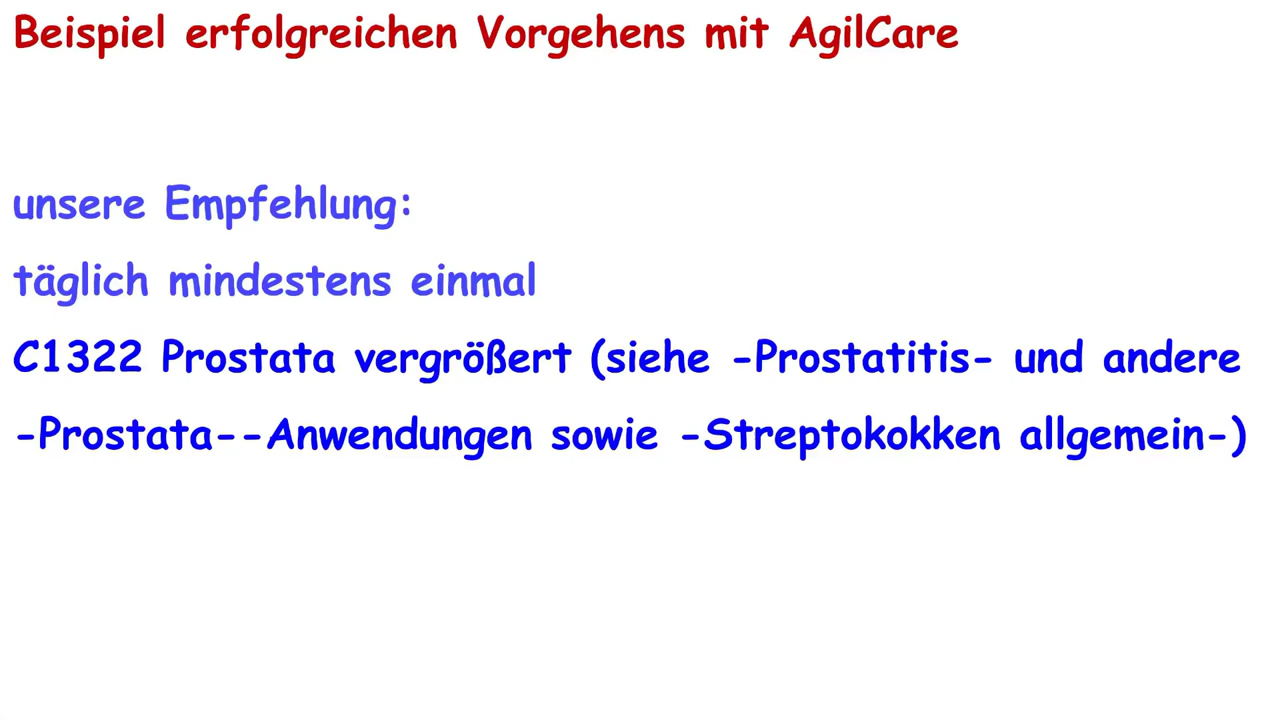 Beispiel erfolgreichen Vorgehens mit AgilCare
unsere Empfehlung:
täglich mindestens einmal
C1322 Prostata vergrößert (siehe -Prostatitis- und andere
-Prostata--Anwendungen sowie -Streptokokken allgemein-)